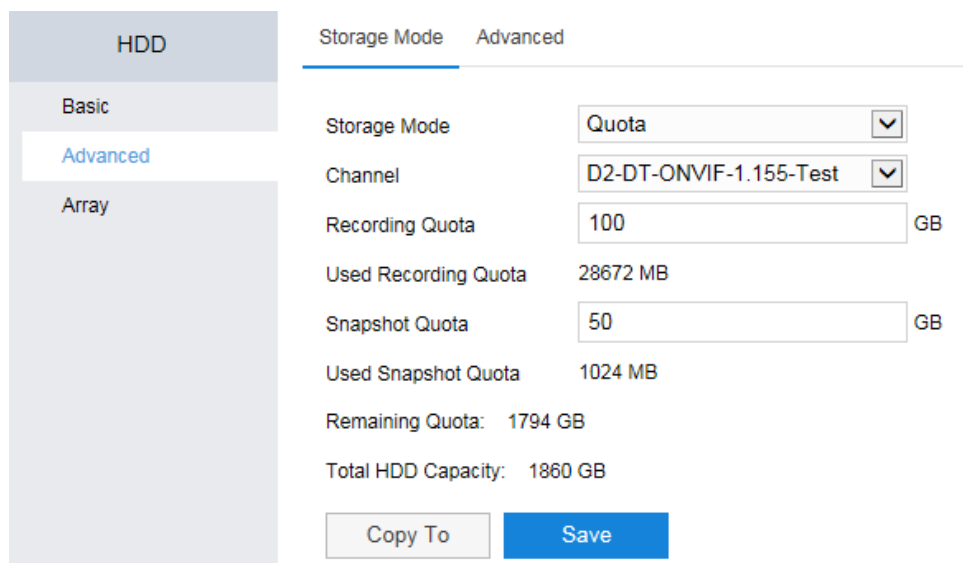 HDD
Basic
Advanced
Array
Storage Mode Advanced
Storage Mode Quota
Channel D2-DT-ONVIF-1.155-Test
Recording Quota 100 GB
Used Recording Quota 28672 MB
Snapshot Quota 50 GB
Used Snapshot Quota 1024 MB
Remaining Quota: 1794 GB
Total HDD Capacity: 1860 GB
Copy To Save